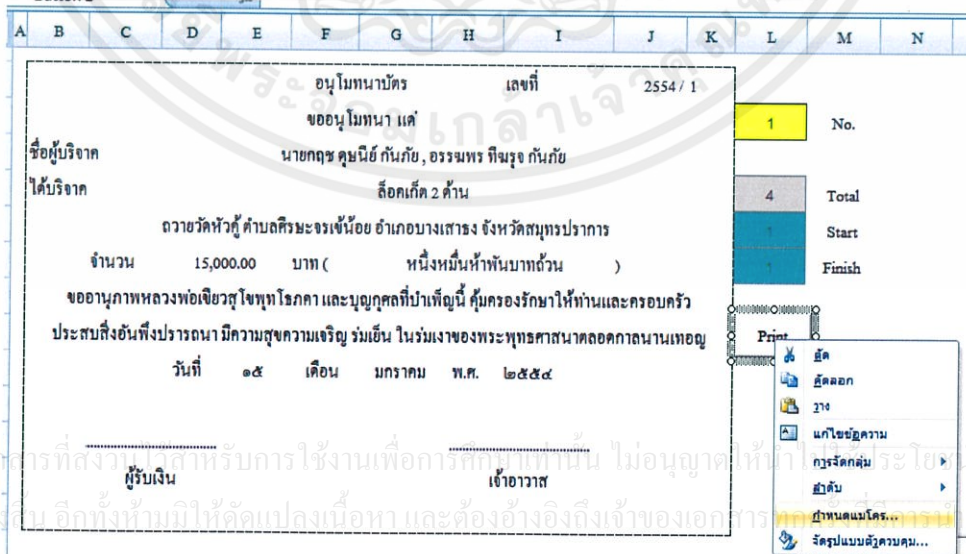 A B C D E F G H I J K L M N
อนุโมทนาบัตร เลขที่ 2554 / 1
ขออนุโมทนา แด่
1 No.
ชื่อผู้บริจาค นายกฤช ดุษนีย์ กันภัย, อรรฆพร ทีฆรุจ กันภัย
ได้บริจาค ล็อคเก็ต 2 ด้าน
4 Total
ถวายวัดหัวคู้ ตำบลศีรษะจรเข้น้อย อำเภอบางเสาธง จังหวัดสมุทรปราการ
1 Start
จำนวน 15,000.00 บาท ( หนึ่งหมื่นห้าพันบาทถ้วน )
1 Finish
ขออานุภาพหลวงพ่อเขียวสุโขพุทโธภคา และบุญกุศลที่บำเพ็ญนี้ คุ้มครองรักษาให้ท่านและครอบครัว
ประสบสิ่งอันพึงปรารถนา มีความสุขความเจริญ ร่มเย็น ในร่มเงาของพระพุทธศาสนาตลอดกาลนานเทอญ
Print
วันที่ ๑๕ เดือน มกราคม พ.ศ. ๒๕๕๔
ตัด
คัดลอก
วาง
แก้ไขข้อความ
การจัดกลุ่ม
ลำดับ
กำหนดแมโคร...
จัดรูปแบบตัวควบคุม...
ผู้รับเงิน เจ้าอาวาส